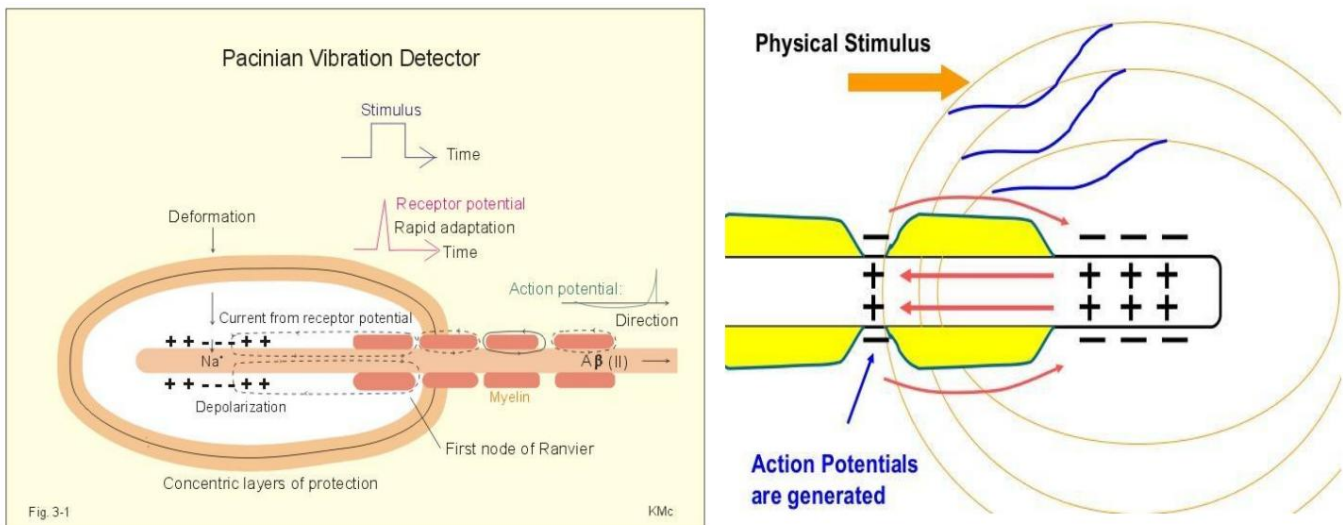 Pacinian Vibration Detector
Stimulus
Time
Receptor potential
Rapid adaptation
Time
Deformation
Action potential:
Direction
Current from receptor potential
+ + - - - + +
Na⁺
Aβ (II)
+ + - - - + +
Depolarization
Myelin
First node of Ranvier
Concentric layers of protection
Fig. 3-1
KMc
Physical Stimulus
− − − −
+ + + +
+ + + +
− − − −
Action Potentials
are generated